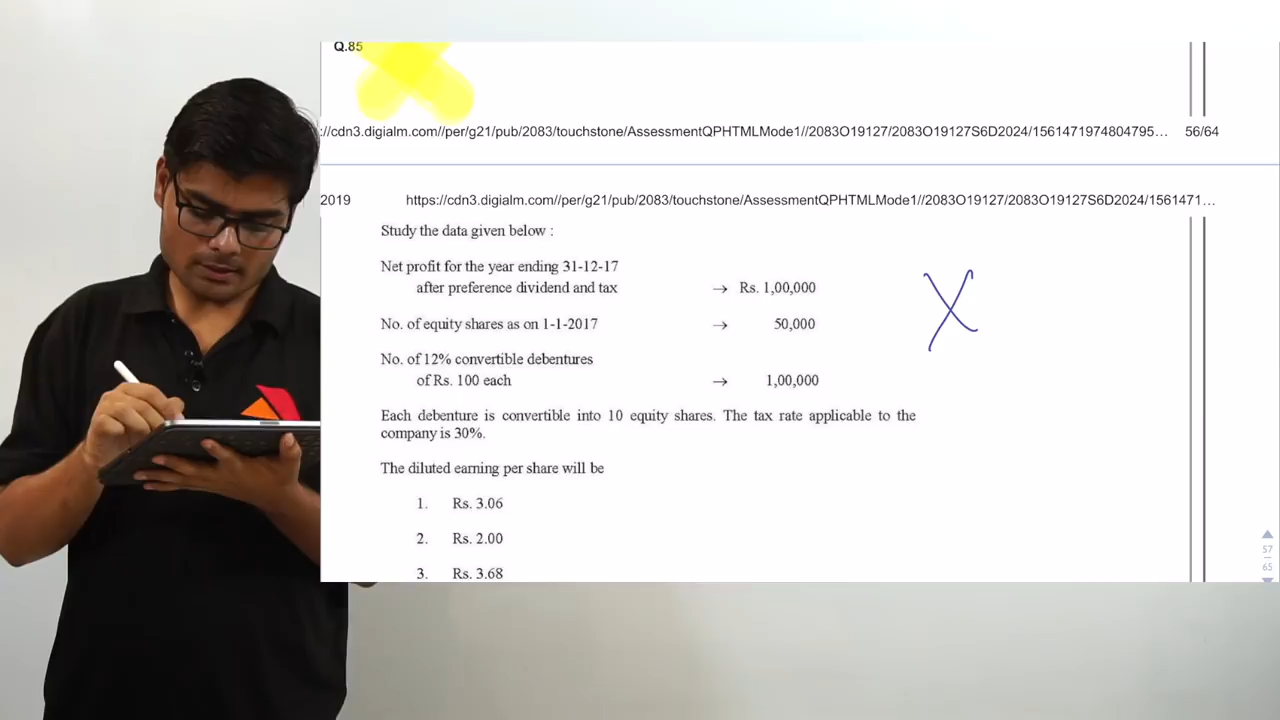 Q.85
://cdn3.digialm.com//per/g21/pub/2083/touchstone/AssessmentQPHTMLMode1//2083O19127/2083O19127S6D2024/1561471974804795… 56/64
2019 https://cdn3.digialm.com//per/g21/pub/2083/touchstone/AssessmentQPHTMLMode1//2083O19127/2083O19127S6D2024/1561471…
Study the data given below :
Net profit for the year ending 31-12-17
after preference dividend and tax → Rs. 1,00,000
No. of equity shares as on 1-1-2017 → 50,000
No. of 12% convertible debentures
of Rs. 100 each → 1,00,000
Each debenture is convertible into 10 equity shares. The tax rate applicable to the
company is 30%.
The diluted earning per share will be
1. Rs. 3.06
2. Rs. 2.00
3. Rs. 3.68
57
65